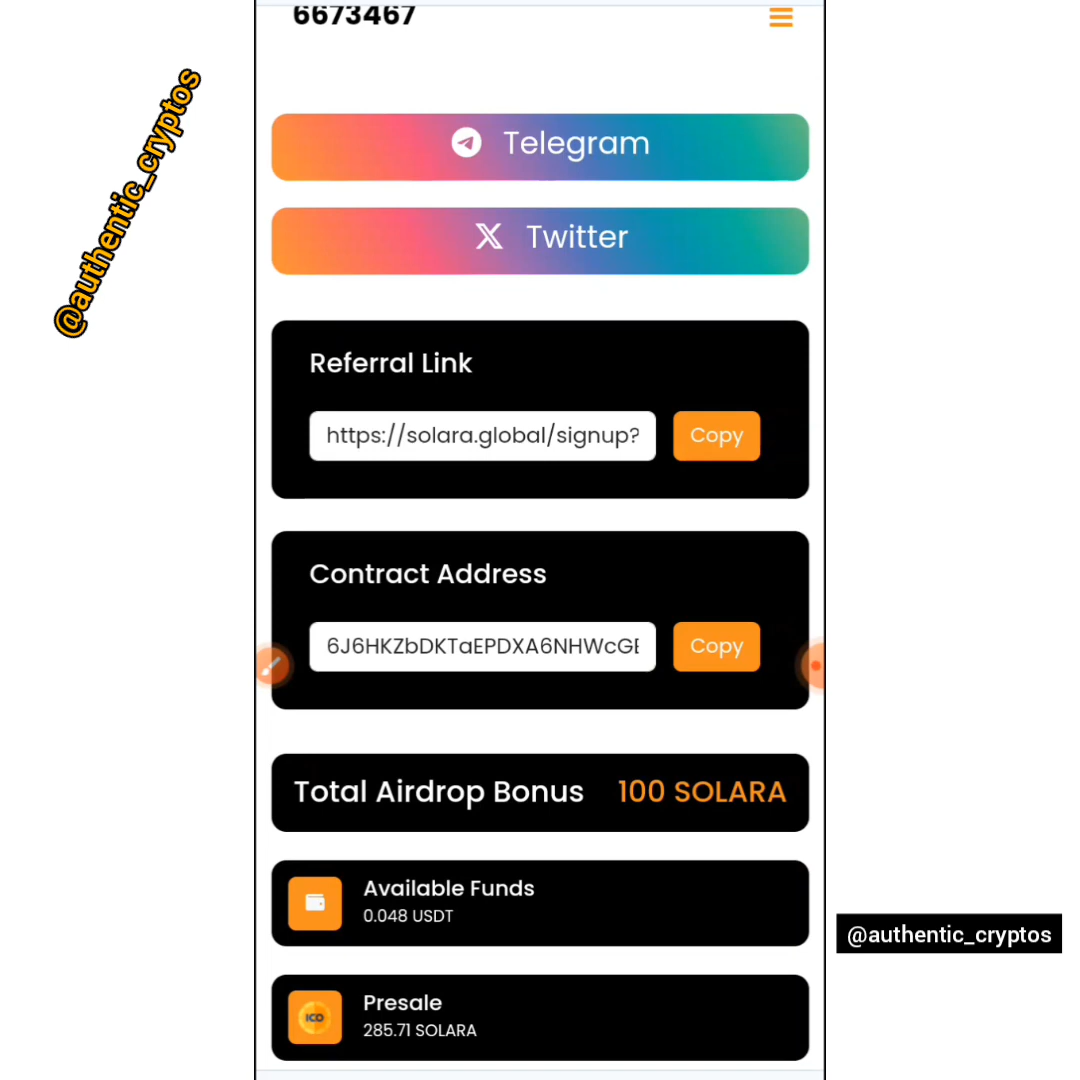 6673467
@authentic_cryptos
Telegram
Twitter
Referral Link
https://solara.global/signup?
Copy
Contract Address
6J6HKZbDKTaEPDXA6NHWcG
Copy
Total Airdrop Bonus 100 SOLARA
Available Funds
0.048 USDT
@authentic_cryptos
ICO
Presale
285.71 SOLARA